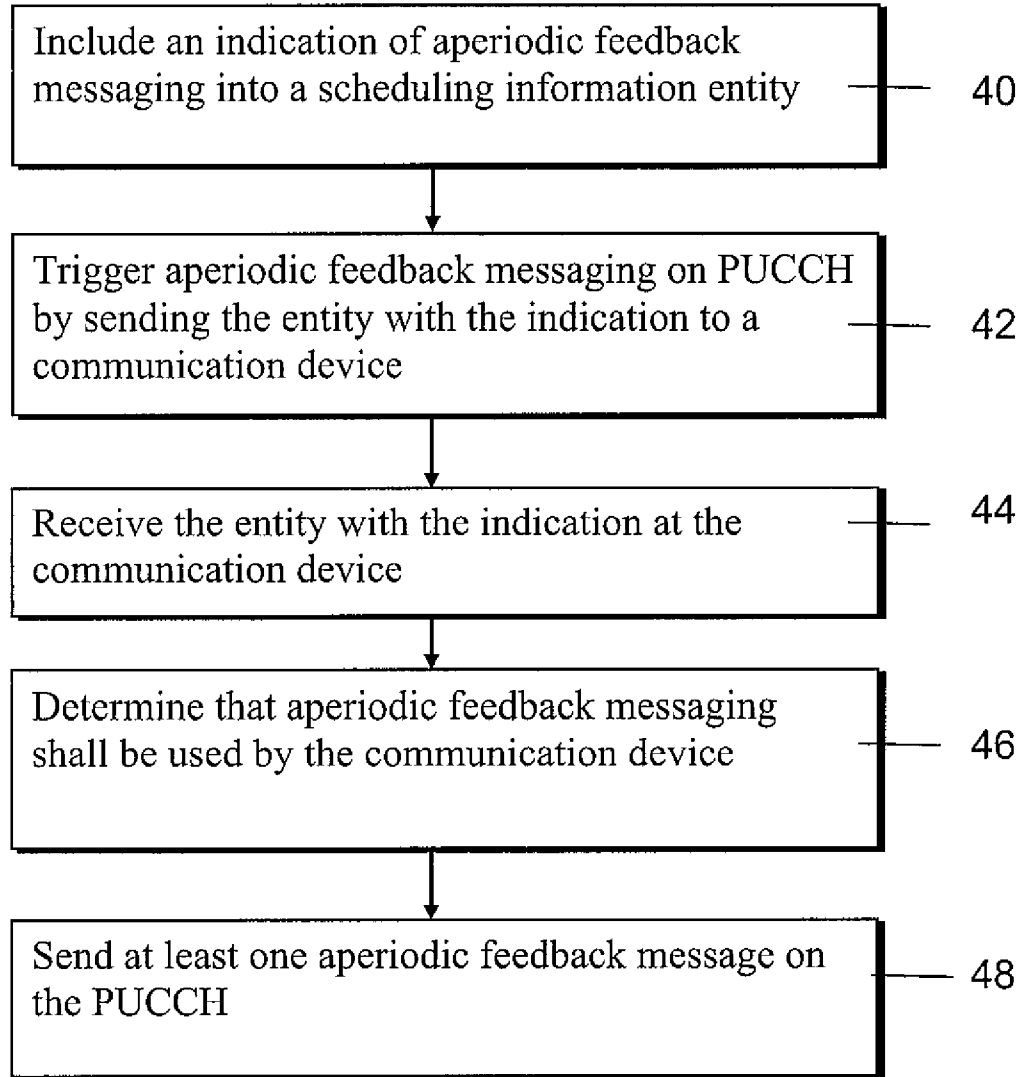 Include an indication of aperiodic feedback
messaging into a scheduling information entity
40
Trigger aperiodic feedback messaging on PUCCH
by sending the entity with the indication to a
communication device
42
Receive the entity with the indication at the
communication device
44
Determine that aperiodic feedback messaging
shall be used by the communication device
46
Send at least one aperiodic feedback message on
the PUCCH
48